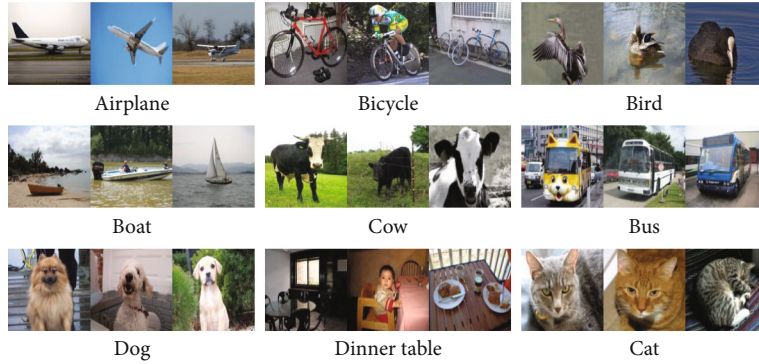 Airplane
Bicycle
Bird
Boat
Cow
Bus
Dog
Dinner table
Cat